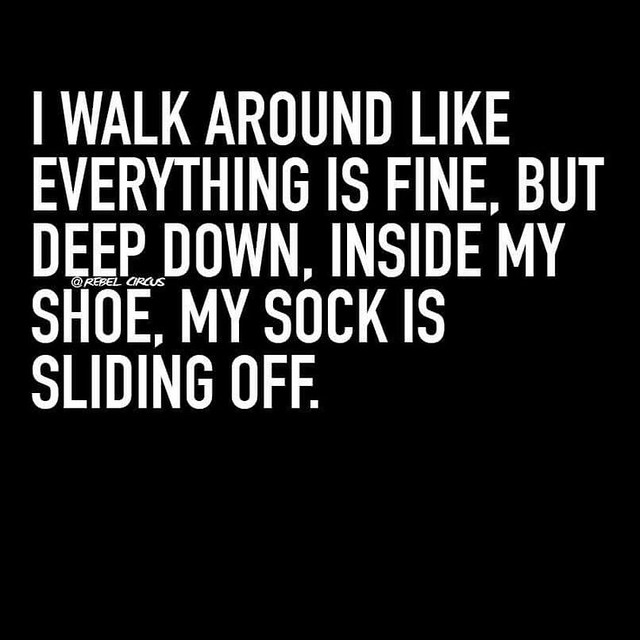 I WALK AROUND LIKE
EVERYTHING IS FINE, BUT
DEEP DOWN, INSIDE MY
@REBEL CIRCUS
SHOE, MY SOCK IS
SLIDING OFF.